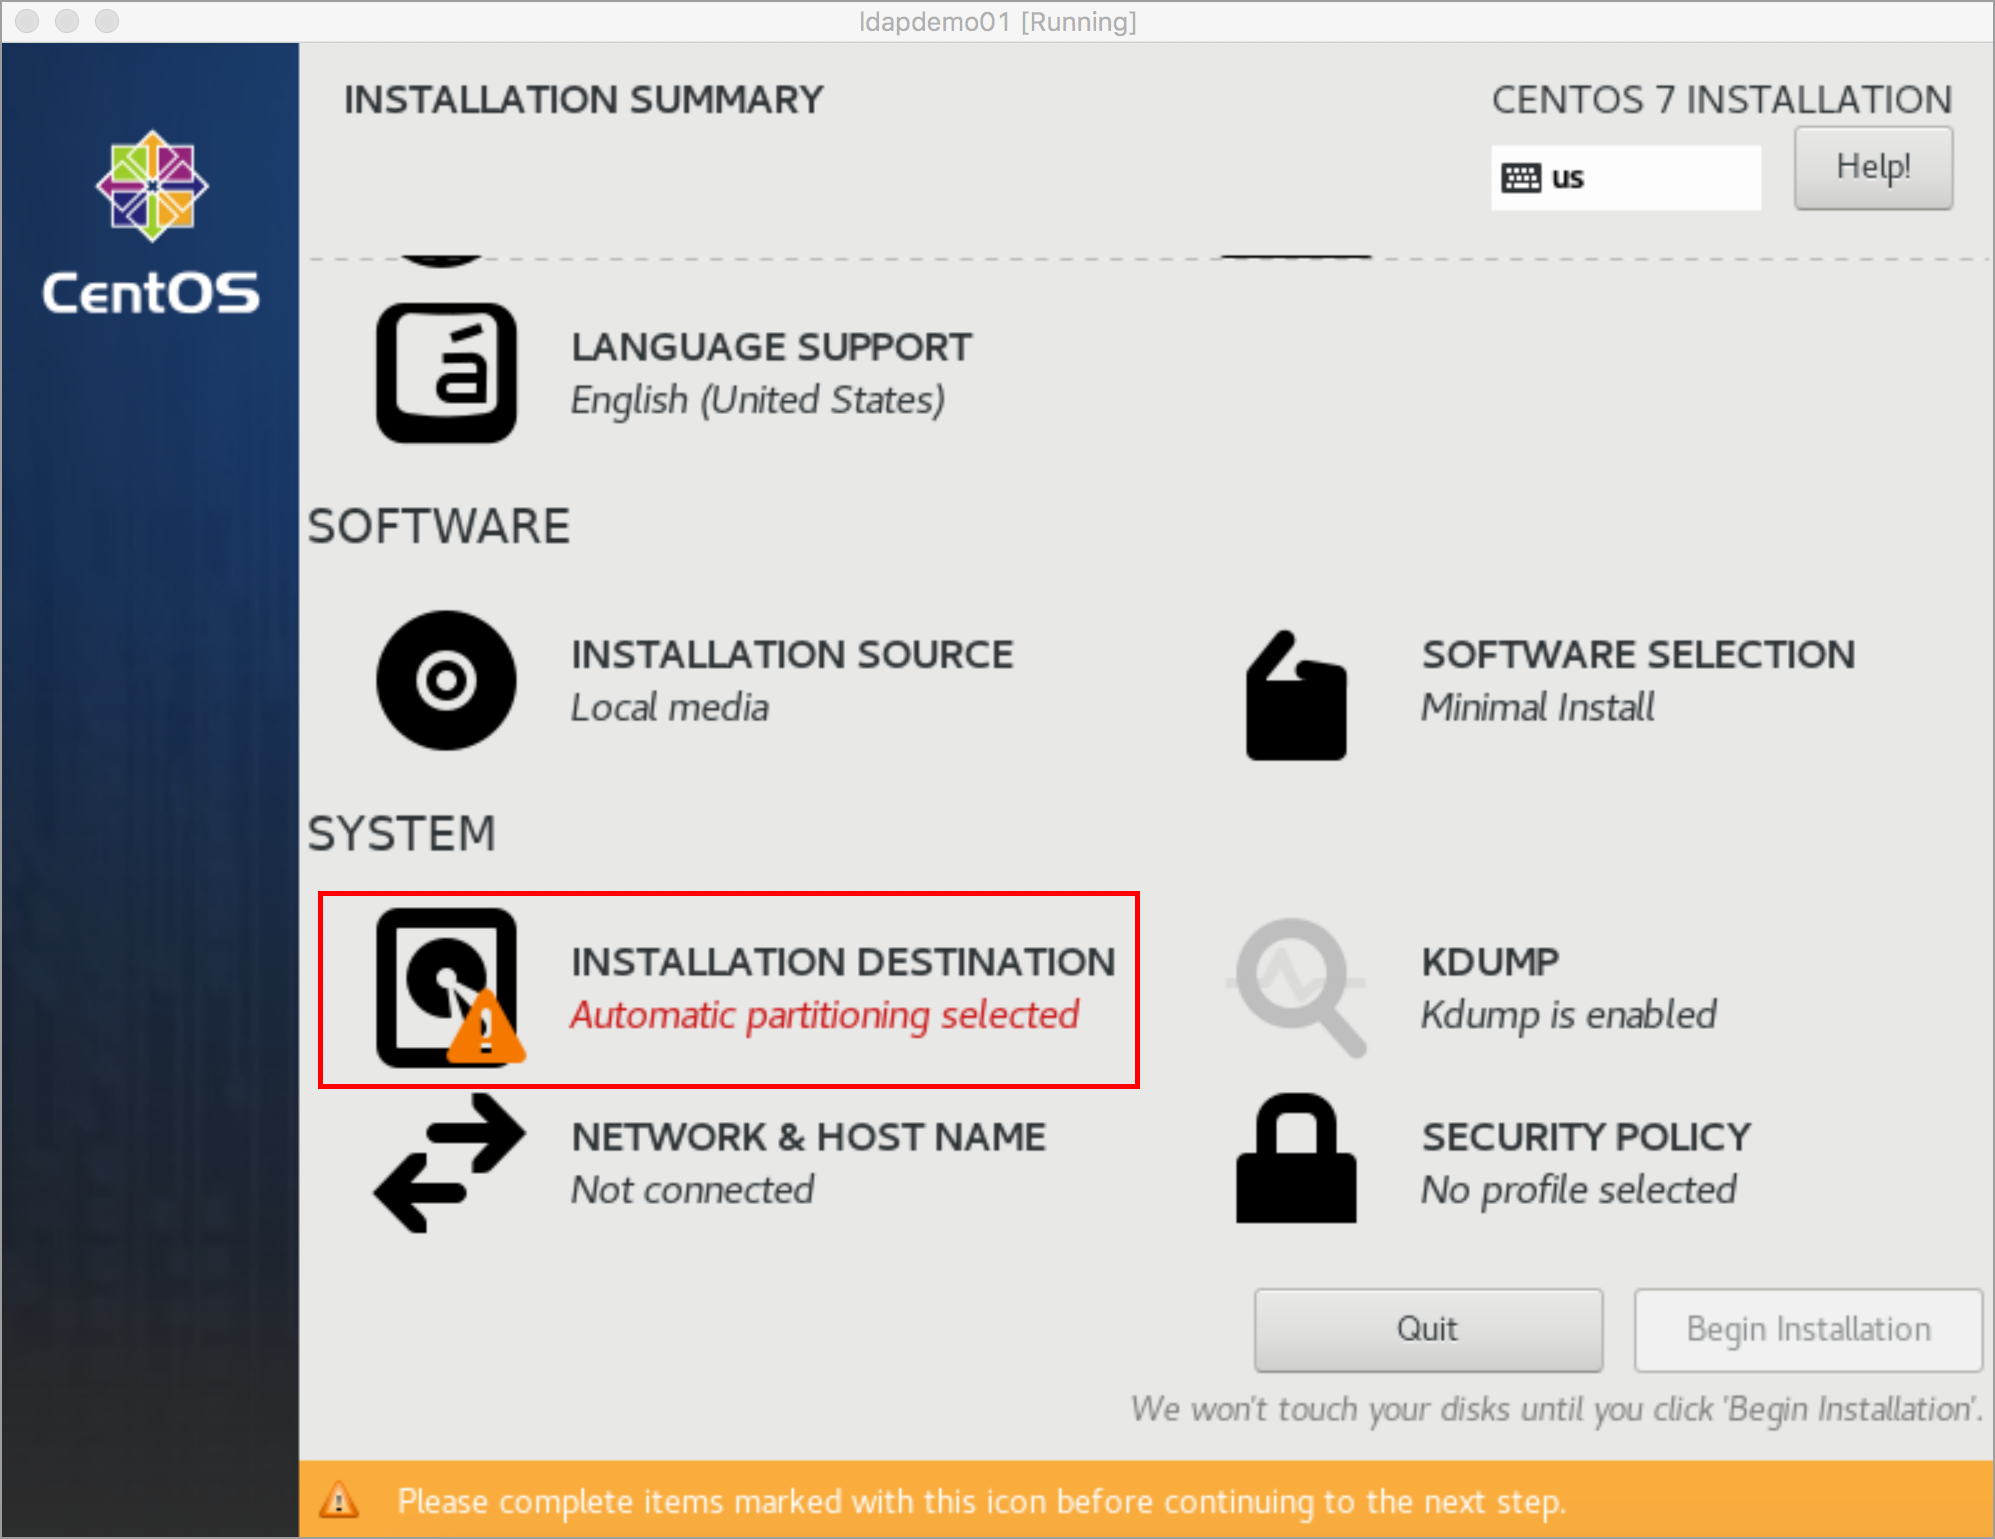 ldapdemo01 [Running]
INSTALLATION SUMMARY
CENTOS 7 INSTALLATION
us
Help!
CentOS
á
LANGUAGE SUPPORT
English (United States)
SOFTWARE
INSTALLATION SOURCE
Local media
SOFTWARE SELECTION
Minimal Install
SYSTEM
INSTALLATION DESTINATION
Automatic partitioning selected
KDUMP
Kdump is enabled
NETWORK & HOST NAME
Not connected
SECURITY POLICY
No profile selected
Quit
Begin Installation
We won't touch your disks until you click 'Begin Installation'.
Please complete items marked with this icon before continuing to the next step.